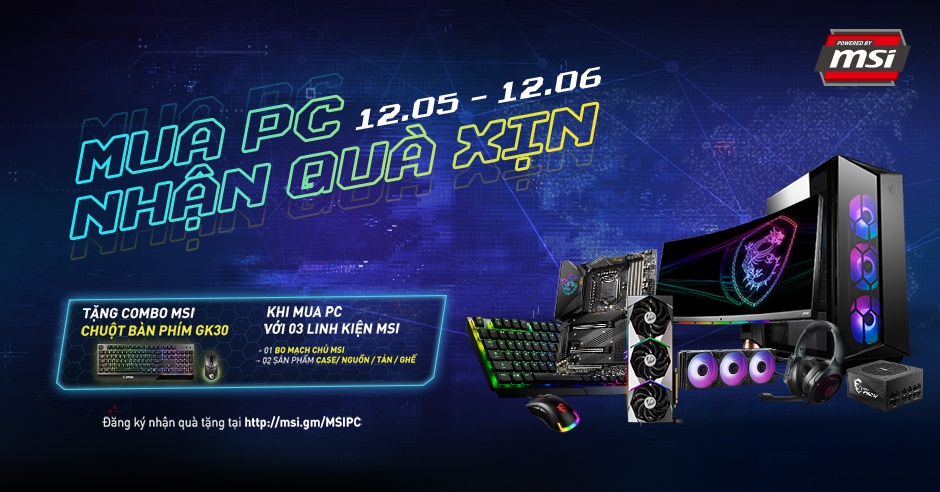 POWERED BY
msi
MUA PC 12.05 - 12.06
NHẬN QUÀ XỊN
TẶNG COMBO MSI
CHUỘT BÀN PHÍM GK30
KHI MUA PC
VỚI 03 LINH KIỆN MSI
- 01 BO MẠCH CHỦ MSI
- 02 SẢN PHẨM CASE/ NGUỒN / TẢN / GHẾ
Đăng ký nhận quà tặng tại http://msi.gm/MSIPC